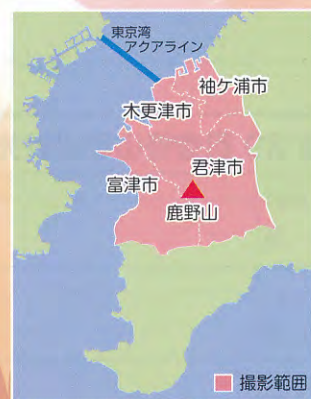 東京湾
アクアライン
袖ケ浦市
木更津市
君津市
富津市
鹿野山
撮影範囲